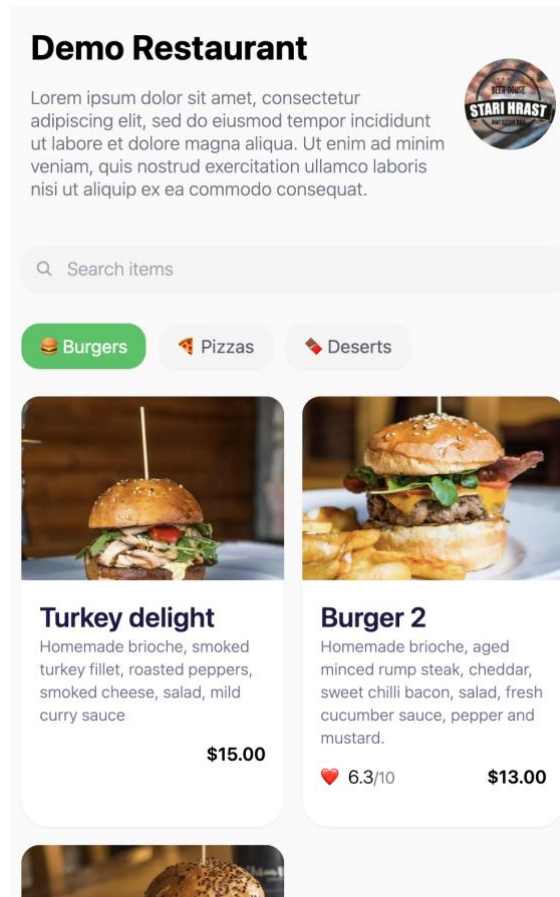 Demo Restaurant
Lorem ipsum dolor sit amet, consectetur
adipiscing elit, sed do eiusmod tempor incididunt
ut labore et dolore magna aliqua. Ut enim ad minim
veniam, quis nostrud exercitation ullamco laboris
nisi ut aliquip ex ea commodo consequat.
BEER HOUSE
STARI HRAST
Search items
Burgers
Pizzas
Deserts
Turkey delight
Homemade brioche, smoked
turkey fillet, roasted peppers,
smoked cheese, salad, mild
curry sauce
$15.00
Burger 2
Homemade brioche, aged
minced rump steak, cheddar,
sweet chilli bacon, salad, fresh
cucumber sauce, pepper and
mustard.
6.3/10
$13.00